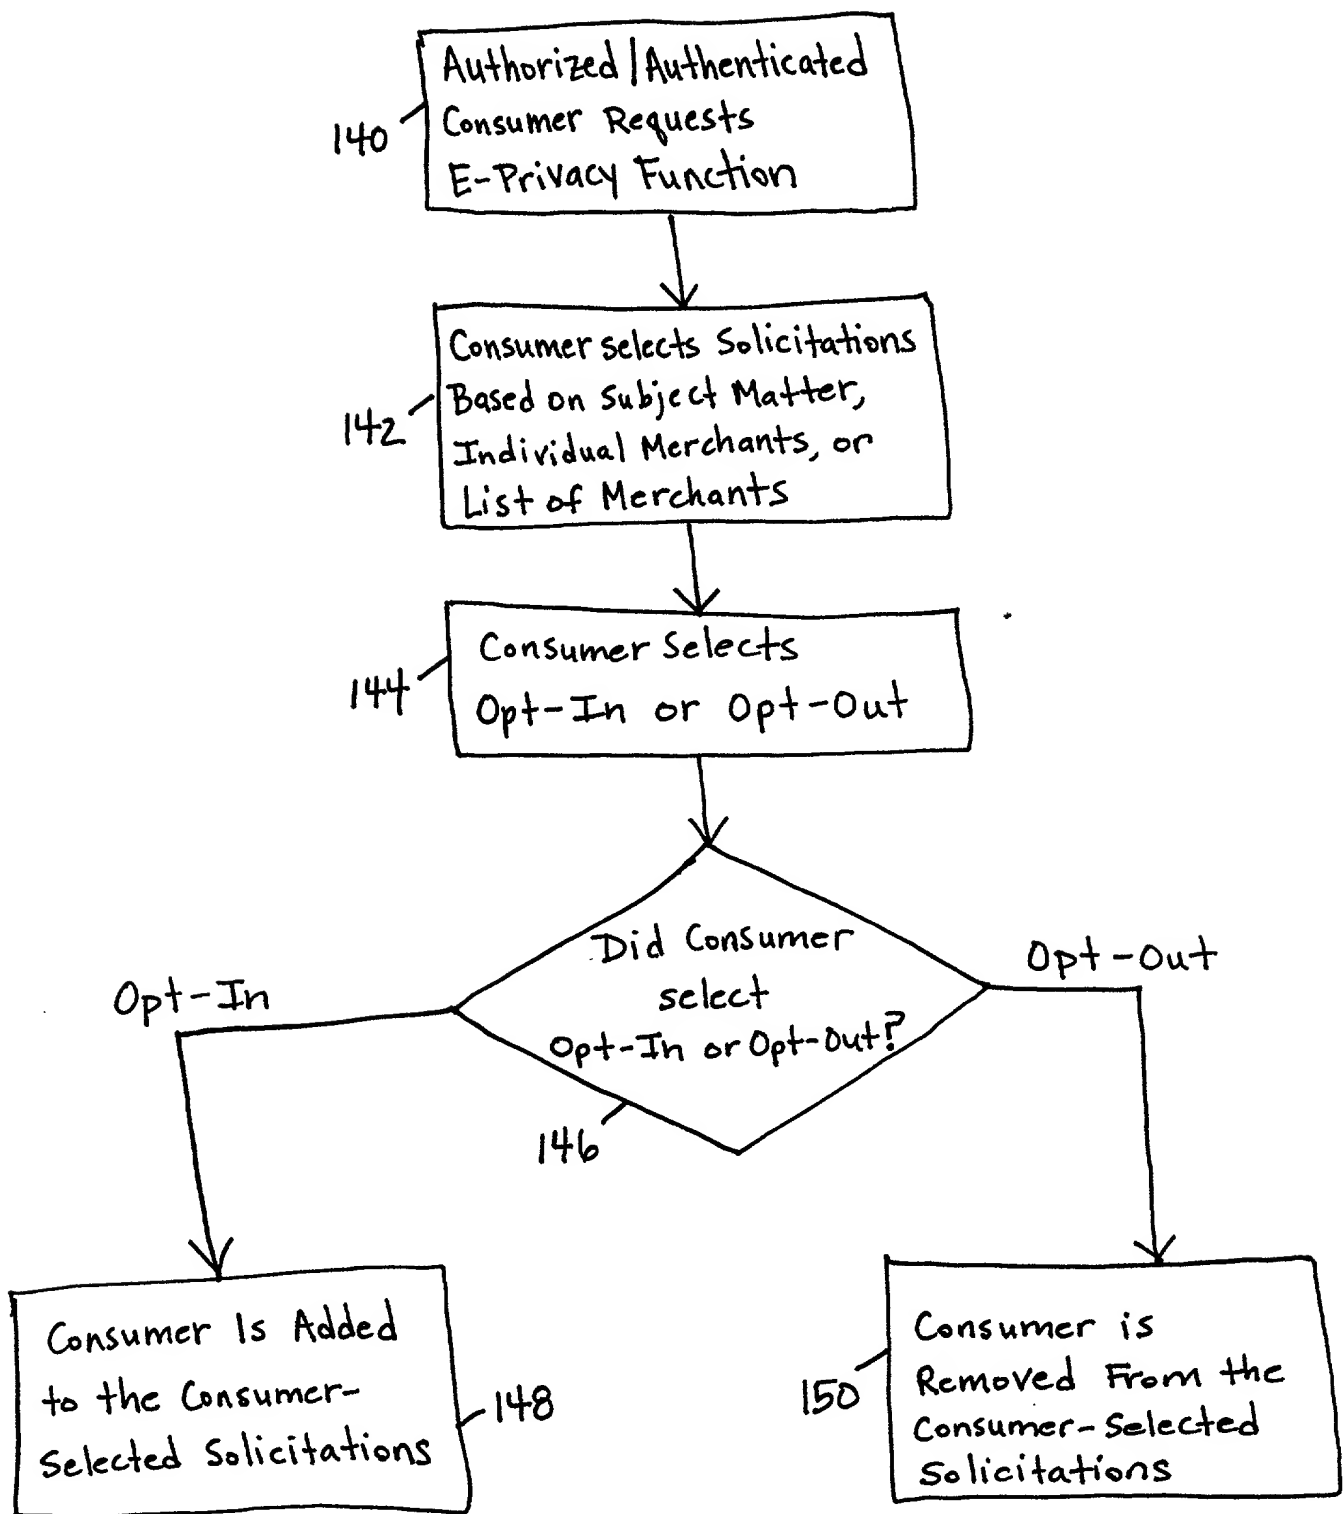 Authorized/Authenticated
Consumer Requests
E-Privacy Function
140
Consumer selects Solicitations
Based on Subject Matter,
Individual Merchants, or
List of Merchants
142
Consumer Selects
Opt-In or Opt-Out
144
Did Consumer
select
Opt-In or Opt-Out?
146
Opt-In
Opt-Out
Consumer Is Added
to the Consumer-
Selected Solicitations
148
Consumer is
Removed From the
Consumer-Selected
Solicitations
150